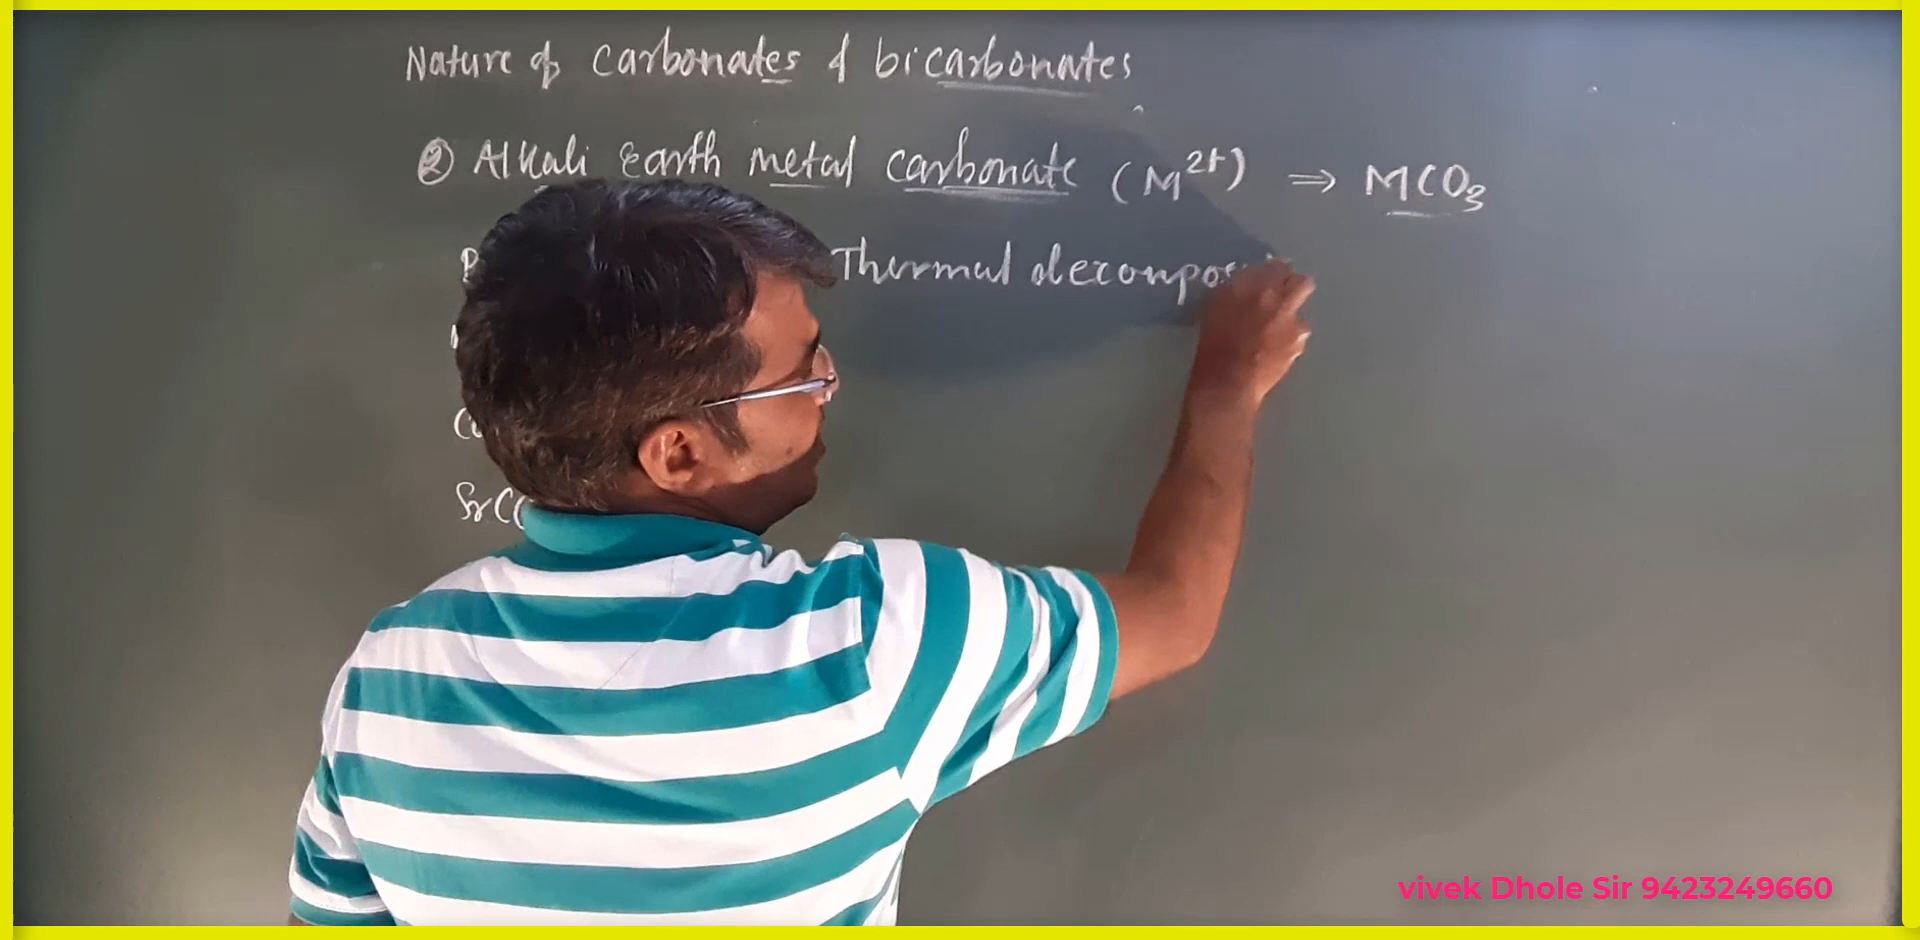 Nature of carbonates & bicarbonates
② Alkali Earth metal carbonate (M²⁺) ⇒ MCO₃
Thermal decompos
SrC
vivek Dhole Sir 9423249660